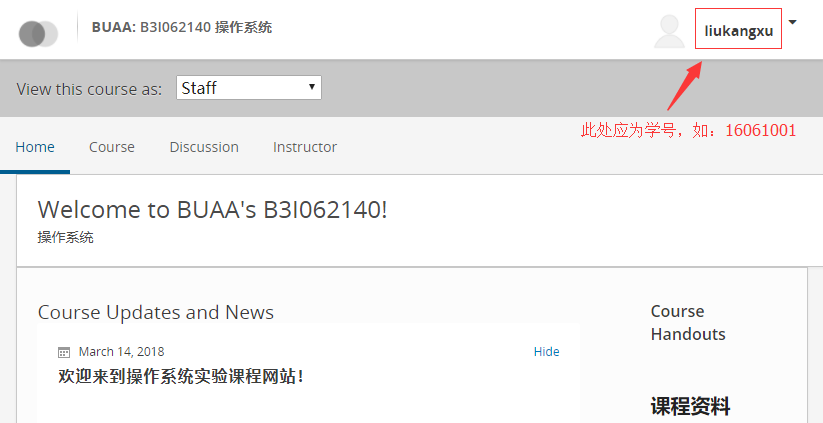 BUAA: B3I062140 操作系统
liukangxu
View this course as: Staff
此处应为学号，如：16061001
Home Course Discussion Instructor
Welcome to BUAA's B3I062140!
操作系统
Course Updates and News
March 14, 2018 Hide
欢迎来到操作系统实验课程网站！
Course
Handouts
课程资料